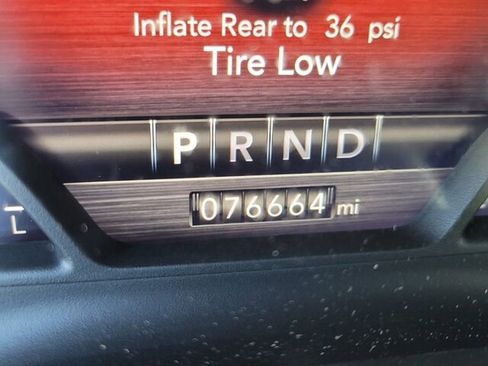 Inflate Rear to 36 psi
Tire Low
P R N D
076664 mi
L